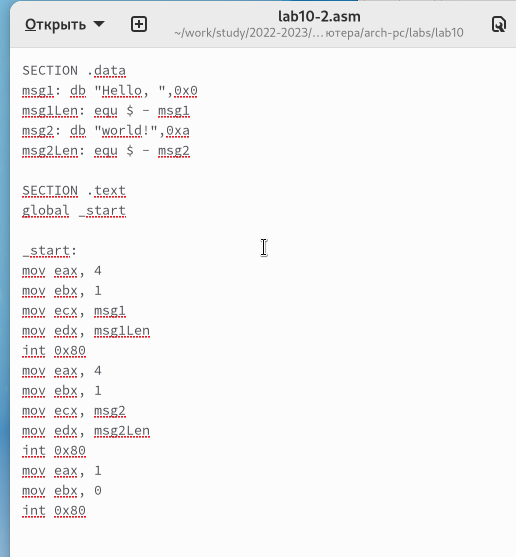 Открыть
lab10-2.asm
~/work/study/2022-2023/...ютера/arch-pc/labs/lab10
SECTION .data
msg1: db "Hello, ",0x0
msg1Len: equ $ - msg1
msg2: db "world!",0xa
msg2Len: equ $ - msg2
SECTION .text
global _start
_start:
mov eax, 4
mov ebx, 1
mov ecx, msg1
mov edx, msg1Len
int 0x80
mov eax, 4
mov ebx, 1
mov ecx, msg2
mov edx, msg2Len
int 0x80
mov eax, 1
mov ebx, 0
int 0x80